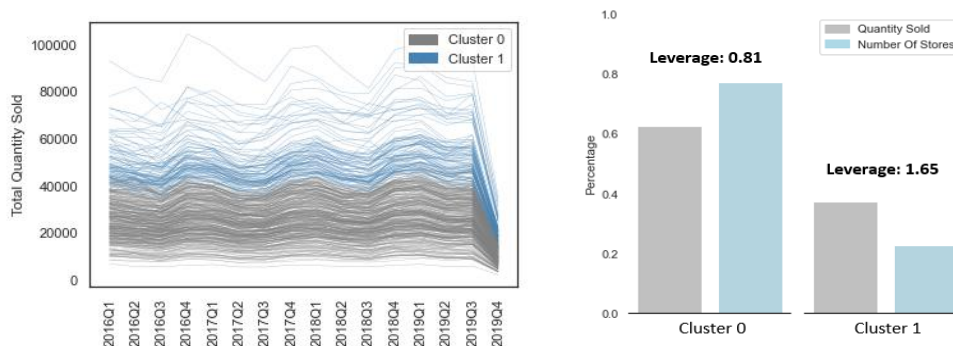 Total Quantity Sold
100000
80000
60000
40000
20000
0
Cluster 0
Cluster 1
2016Q1
2016Q2
2016Q3
2016Q4
2017Q1
2017Q2
2017Q3
2017Q4
2018Q1
2018Q2
2018Q3
2018Q4
2019Q1
2019Q2
2019Q3
2019Q4
Percentage
1.0
0.8
0.6
0.4
0.2
0.0
Quantity Sold
Number Of Stores
Leverage: 0.81
Leverage: 1.65
Cluster 0
Cluster 1